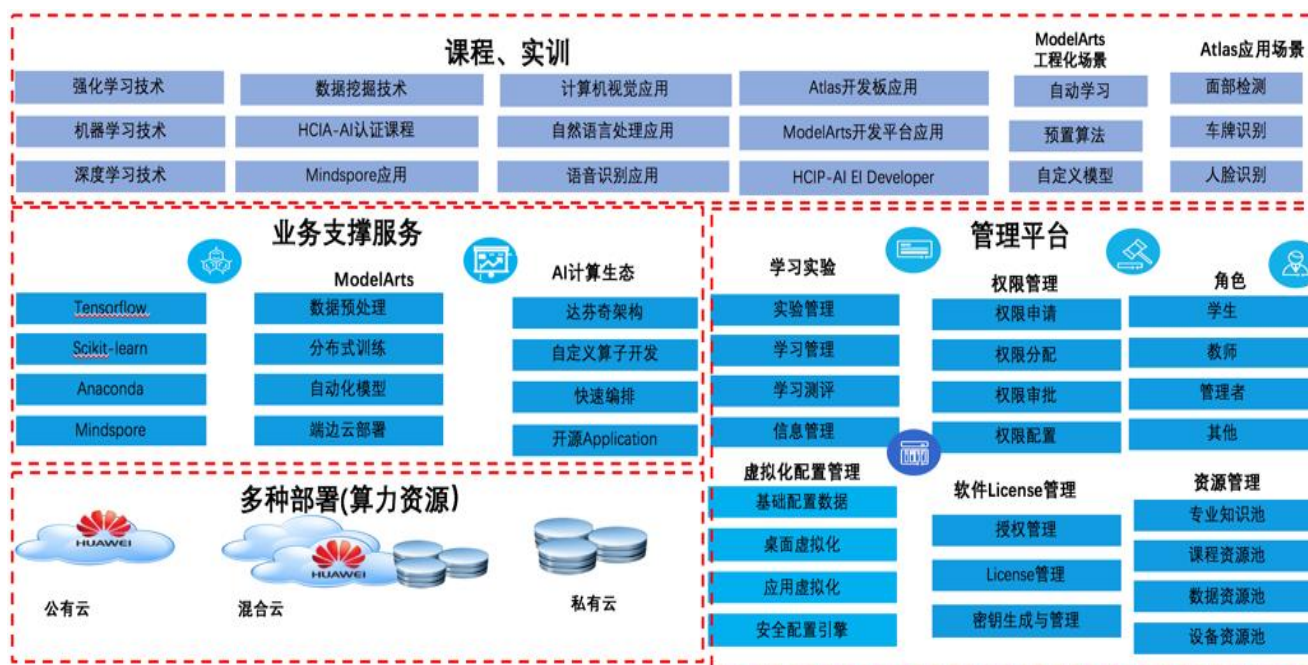 课程、实训
强化学习技术
机器学习技术
深度学习技术
数据挖掘技术
HCIA-AI认证课程
Mindspore应用
计算机视觉应用
自然语言处理应用
语音识别应用
Atlas开发板应用
ModelArts开发平台应用
HCIP-AI EI Developer
ModelArts
工程化场景
自动学习
预置算法
自定义模型
Atlas应用场景
面部检测
车牌识别
人脸识别
业务支撑服务
Tensorflow
Scikit-learn
Anaconda
Mindspore
ModelArts
数据预处理
分布式训练
自动化模型
端边云部署
AI计算生态
达芬奇架构
自定义算子开发
快速编排
开源Application
多种部署(算力资源)
HUAWEI
公有云
HUAWEI
混合云
私有云
管理平台
学习实验
实验管理
学习管理
学习测评
信息管理
权限管理
权限申请
权限分配
权限审批
权限配置
角色
学生
教师
管理者
其他
虚拟化配置管理
基础配置数据
桌面虚拟化
应用虚拟化
安全配置引擎
软件License管理
授权管理
License管理
密钥生成与管理
资源管理
专业知识池
课程资源池
数据资源池
设备资源池